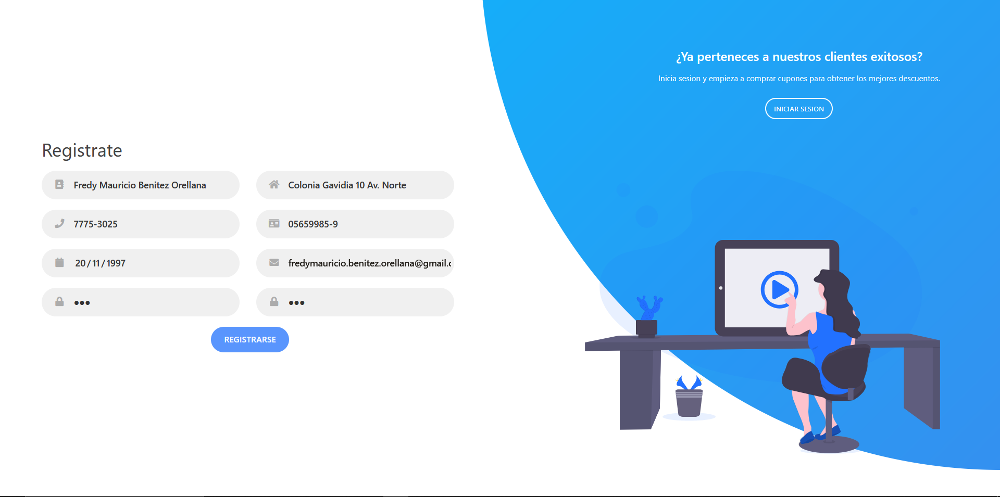 ¿Ya perteneces a nuestros clientes exitosos?
Inicia sesion y empieza a comprar cupones para obtener los mejores descuentos.
INICIAR SESION
Registrate
Fredy Mauricio Benitez Orellana
Colonia Gavidia 10 Av. Norte
7775-3025
05659985-9
20/11/1997
fredymauricio.benitez.orellana@gmail.c
•••
•••
REGISTRARSE